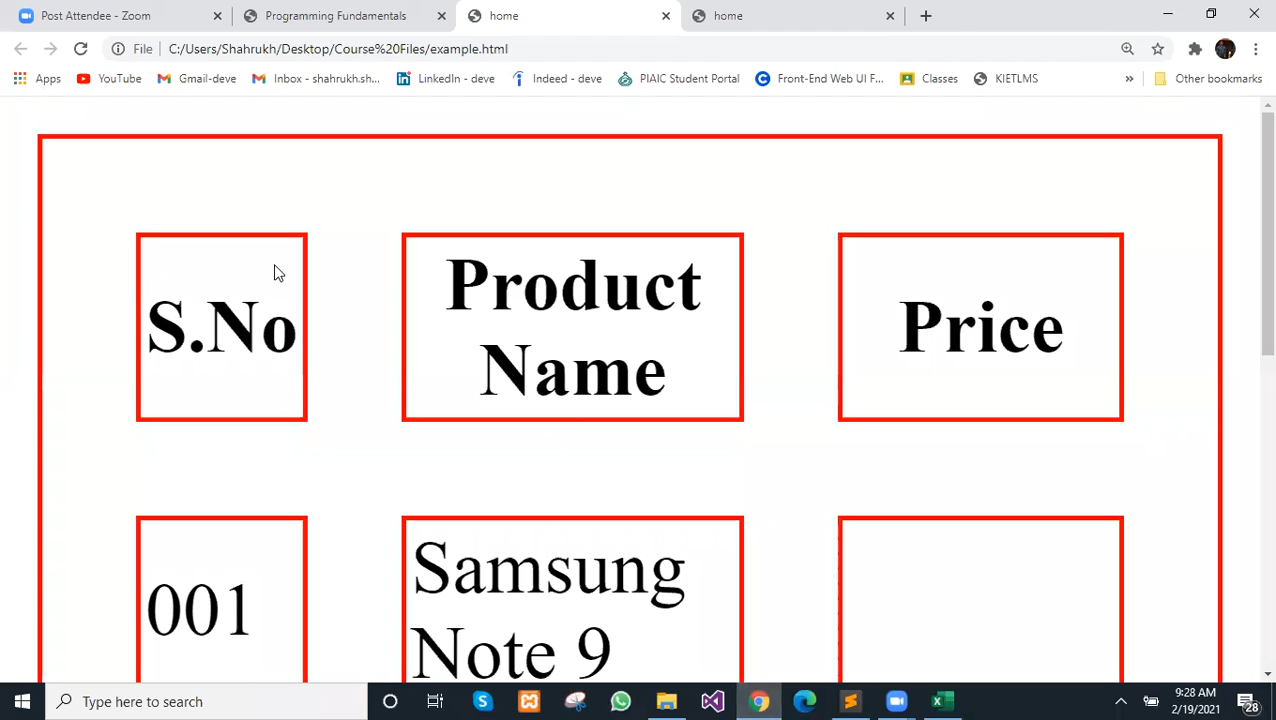 Post Attendee - Zoom
Programming Fundamentals
home
home
File
C:/Users/Shahrukh/Desktop/Course%20Files/example.html
Apps
YouTube
Gmail-deve
Inbox - shahrukh.sh...
LinkedIn - deve
Indeed - deve
PIAIC Student Portal
Front-End Web UI F...
Classes
KIETLMS
»
Other bookmarks
S.No
Product
Name
Price
001
Samsung
Note 9
Type here to search
9:28 AM
2/19/2021
28